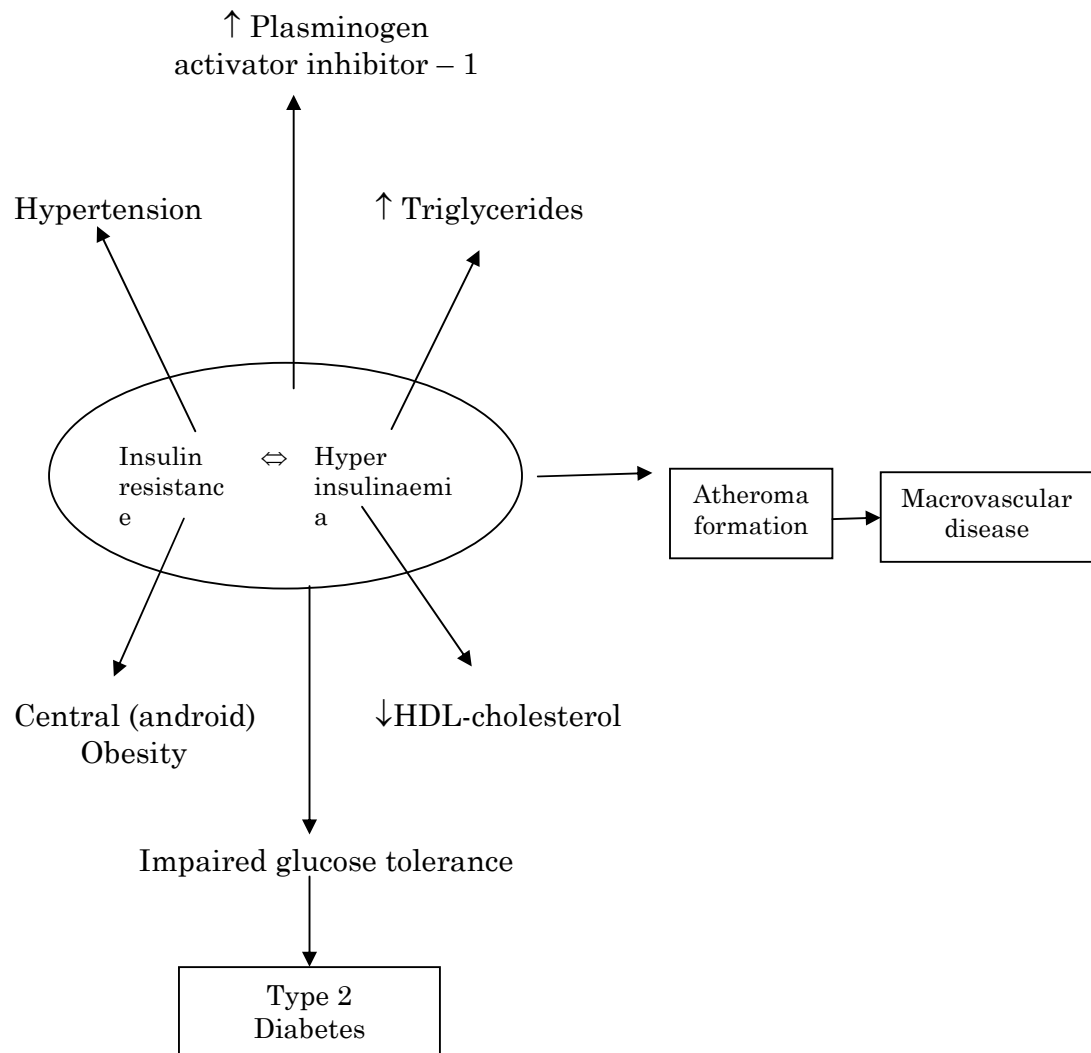 ↑ Plasminogen
activator inhibitor – 1
Hypertension
↑ Triglycerides
Insulin
resistanc
e
⇔
Hyper
insulinaemi
a
Atheroma
formation
Macrovascular
disease
Central (android)
Obesity
↓HDL-cholesterol
Impaired glucose tolerance
Type 2
Diabetes